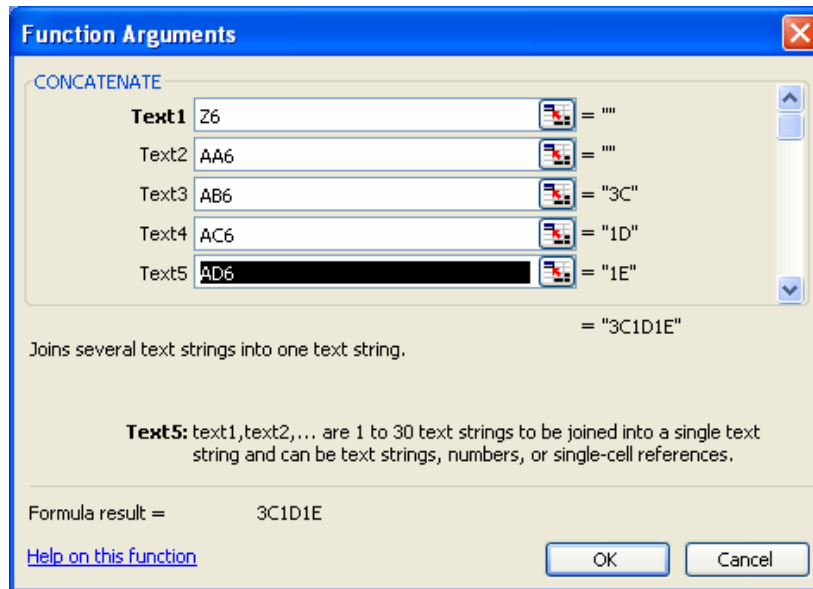 Function Arguments
CONCATENATE
Text1 Z6 = ""
Text2 AA6 = ""
Text3 AB6 = "3C"
Text4 AC6 = "1D"
Text5 AD6 = "1E"
= "3C1D1E"
Joins several text strings into one text string.
Text5: text1,text2,... are 1 to 30 text strings to be joined into a single text
string and can be text strings, numbers, or single-cell references.
Formula result = 3C1D1E
Help on this function
OK Cancel